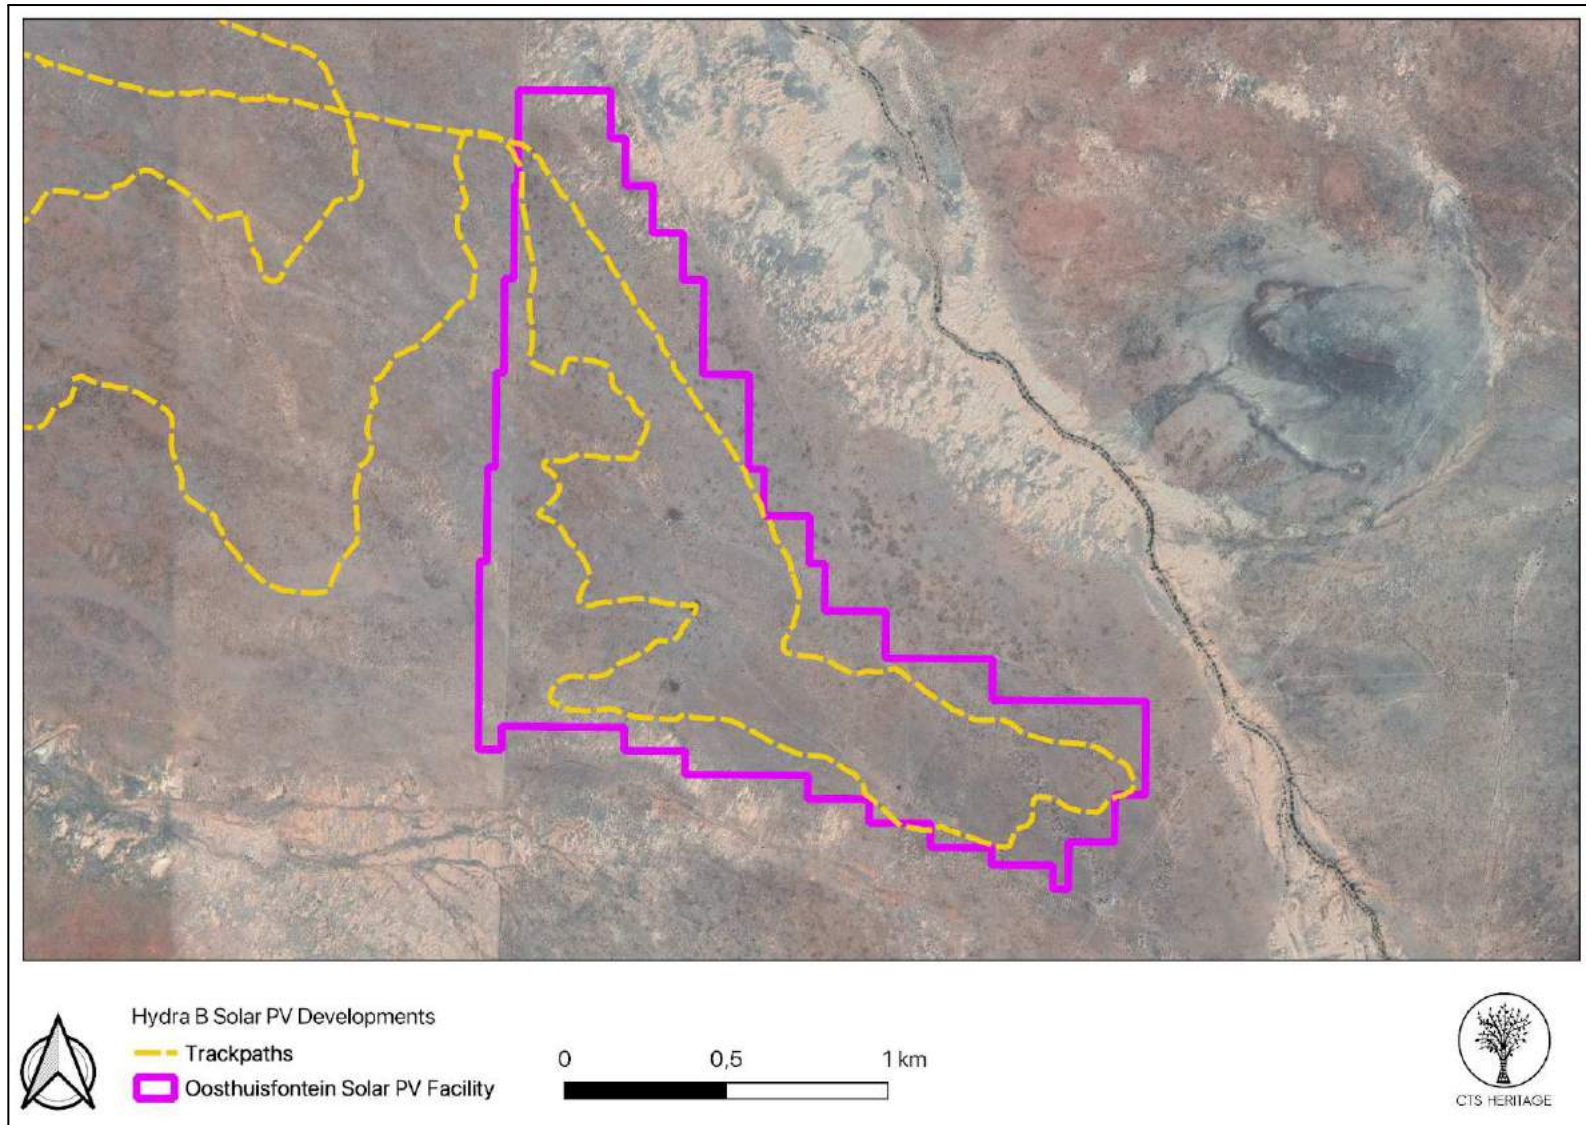 Hydra B Solar PV Developments
Trackpaths
Oosthuisfontein Solar PV Facility
0 0,5 1 km
CTS HERITAGE